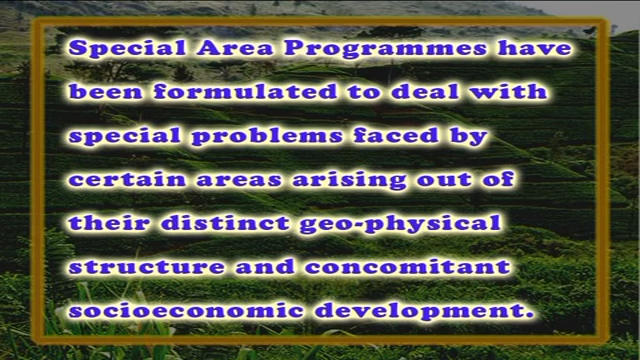 Special Area Programmes have
been formulated to deal with
special problems faced by
certain areas arising out of
their distinct geo-physical
structure and concomitant
socioeconomic development.